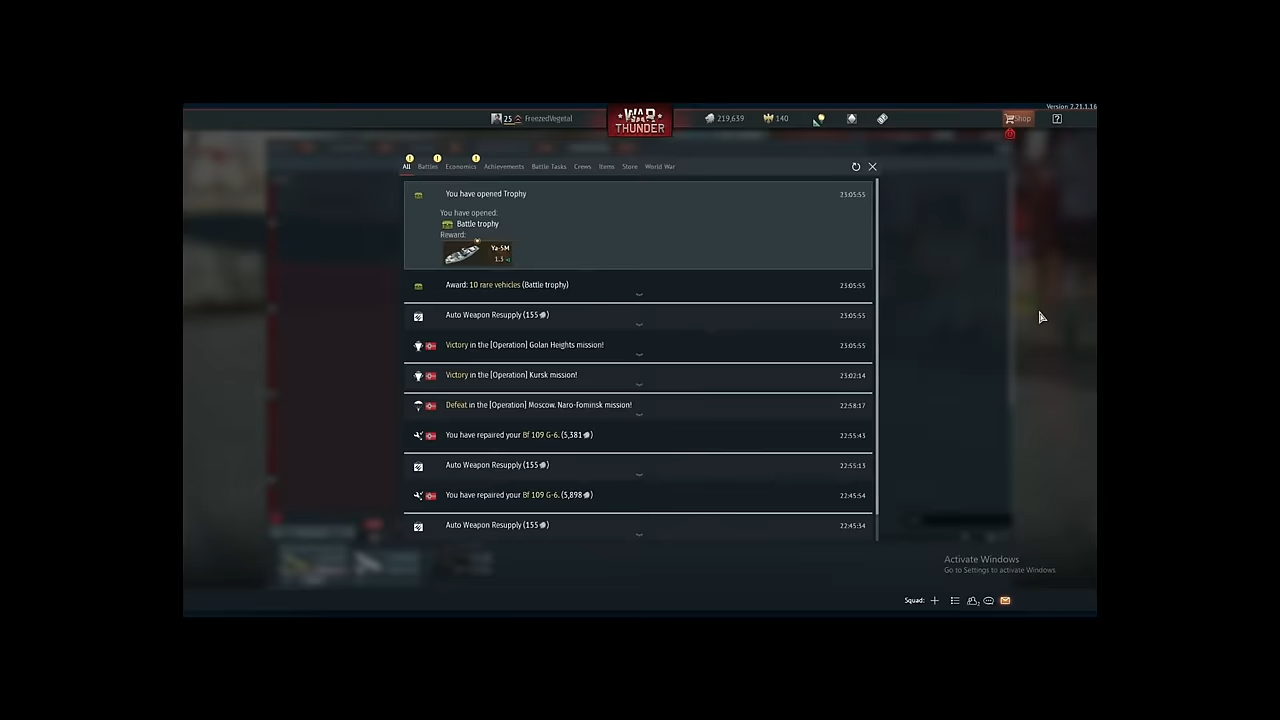 Version 2.21.1.16
25 FreezedVegetal
WAR THUNDER
219,639
140
Shop
All Battles Economics Achievements Battle Tasks Crews Items Store World War
You have opened Trophy 23:05:55
You have opened:
Battle trophy
Reward:
Ya-5M
1.3
Award: 10 rare vehicles (Battle trophy) 23:05:55
Auto Weapon Resupply (155) 23:05:55
Victory in the [Operation] Golan Heights mission! 23:05:55
Victory in the [Operation] Kursk mission! 23:02:14
Defeat in the [Operation] Moscow. Naro-Fominsk mission! 22:58:17
You have repaired your Bf 109 G-6. (5,381) 22:55:43
Auto Weapon Resupply (155) 22:55:13
You have repaired your Bf 109 G-6. (5,898) 22:45:54
Auto Weapon Resupply (155) 22:45:34
Activate Windows
Go to Settings to activate Windows.
Squad: